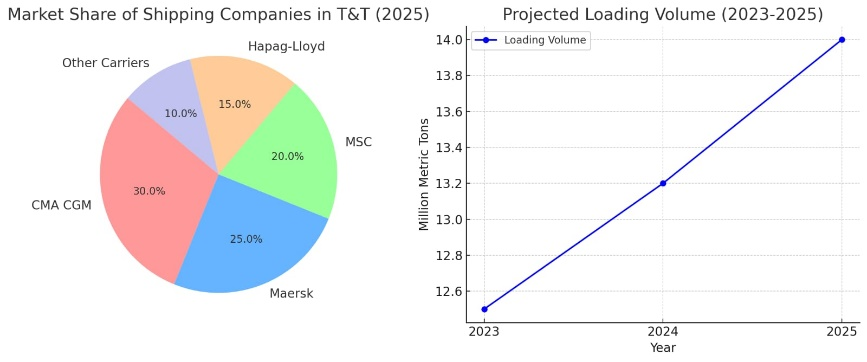 Market Share of Shipping Companies in T&T (2025)
Hapag-Lloyd
Other Carriers
15.0%
10.0%
MSC
20.0%
30.0%
CMA CGM
25.0%
Maersk
Projected Loading Volume (2023-2025)
Loading Volume
14.0
13.8
13.6
13.4
13.2
13.0
12.8
12.6
Million Metric Tons
2023
2024
2025
Year